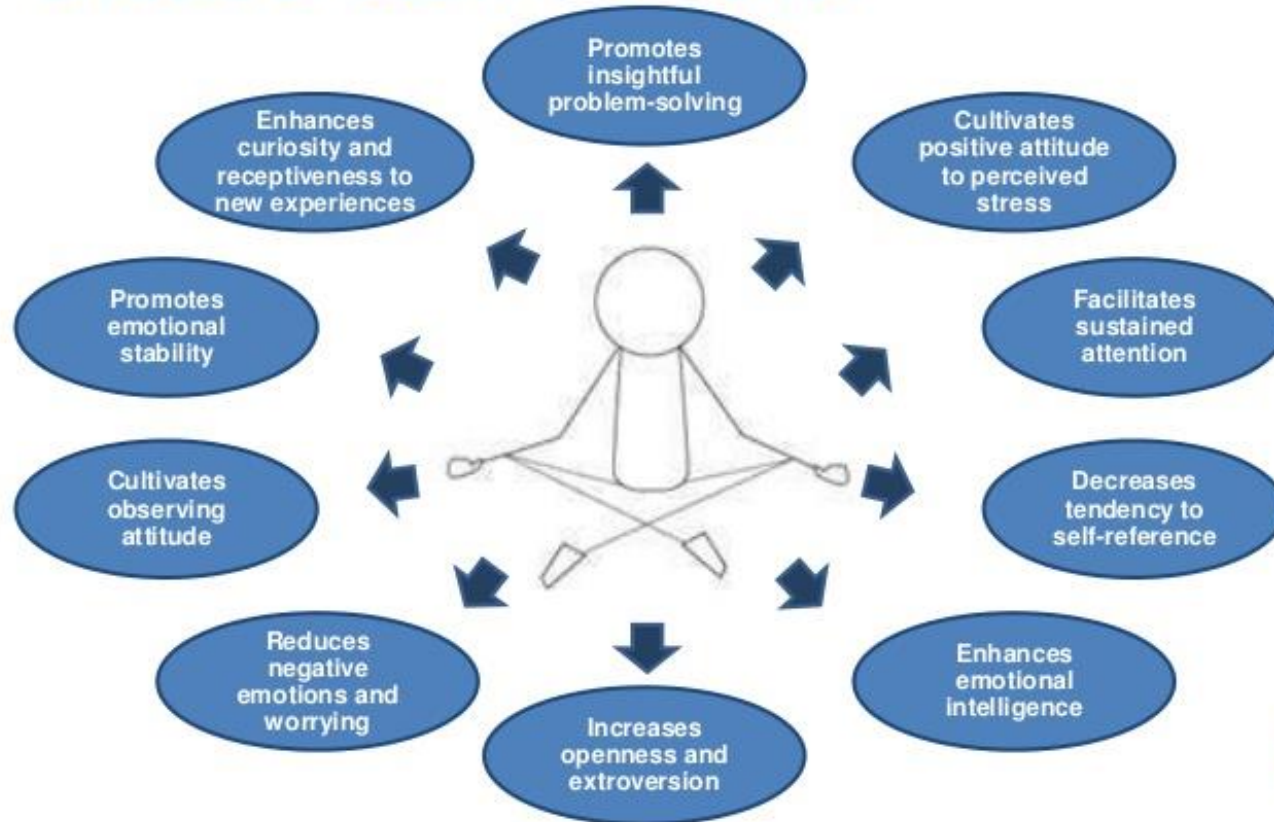 Promotes
insightful
problem-solving
Cultivates
positive attitude
to perceived
stress
Facilitates
sustained
attention
Decreases
tendency to
self-reference
Enhances
emotional
intelligence
Increases
openness and
extroversion
Reduces
negative
emotions and
worrying
Cultivates
observing
attitude
Promotes
emotional
stability
Enhances
curiosity and
receptiveness to
new experiences